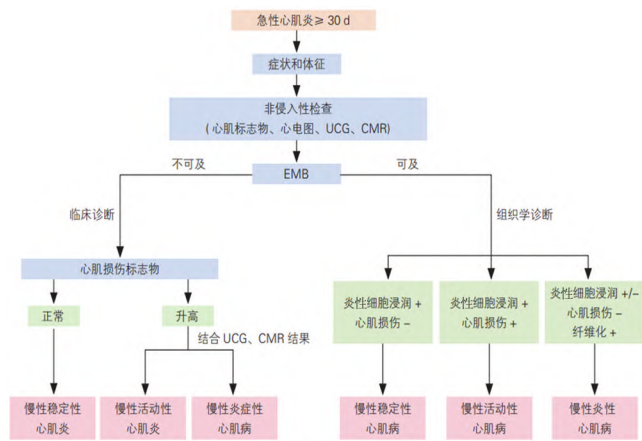 急性心肌炎≥ 30 d
症状和体征
非侵入性检查
( 心肌标志物、心电图、UCG、CMR)
不可及
EMB
可及
临床诊断
组织学诊断
心肌损伤标志物
正常
升高
结合 UCG、CMR 结果
炎性细胞浸润 +
心肌损伤 −
炎性细胞浸润 +
心肌损伤 +
炎性细胞浸润 +/−
心肌损伤 −
纤维化 +
慢性稳定性
心肌炎
慢性活动性
心肌炎
慢性炎症性
心肌病
慢性稳定性
心肌病
慢性活动性
心肌病
慢性炎性
心肌病